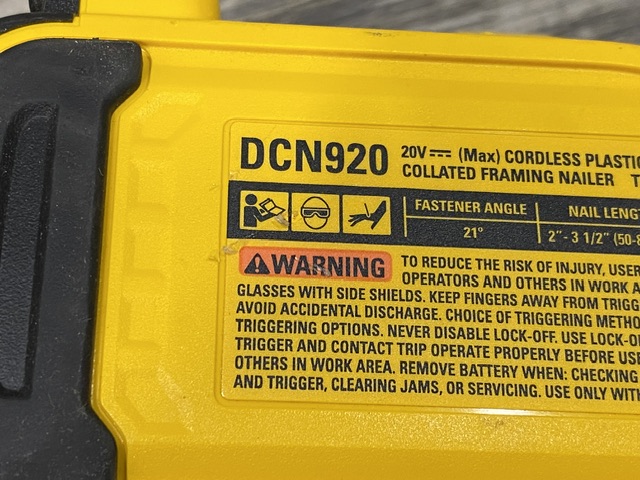 DCN920 20V (Max) CORDLESS PLASTIC
COLLATED FRAMING NAILER
FASTENER ANGLE NAIL LENG
21° 2" - 3 1/2" (50-8
WARNING TO REDUCE THE RISK OF INJURY, USER
OPERATORS AND OTHERS IN WORK A
GLASSES WITH SIDE SHIELDS. KEEP FINGERS AWAY FROM TRIGG
AVOID ACCIDENTAL DISCHARGE. CHOICE OF TRIGGERING METHO
TRIGGERING OPTIONS. NEVER DISABLE LOCK-OFF. USE LOCK-O
TRIGGER AND CONTACT TRIP OPERATE PROPERLY BEFORE USE
OTHERS IN WORK AREA. REMOVE BATTERY WHEN: CHECKING
AND TRIGGER, CLEARING JAMS, OR SERVICING. USE ONLY WITH